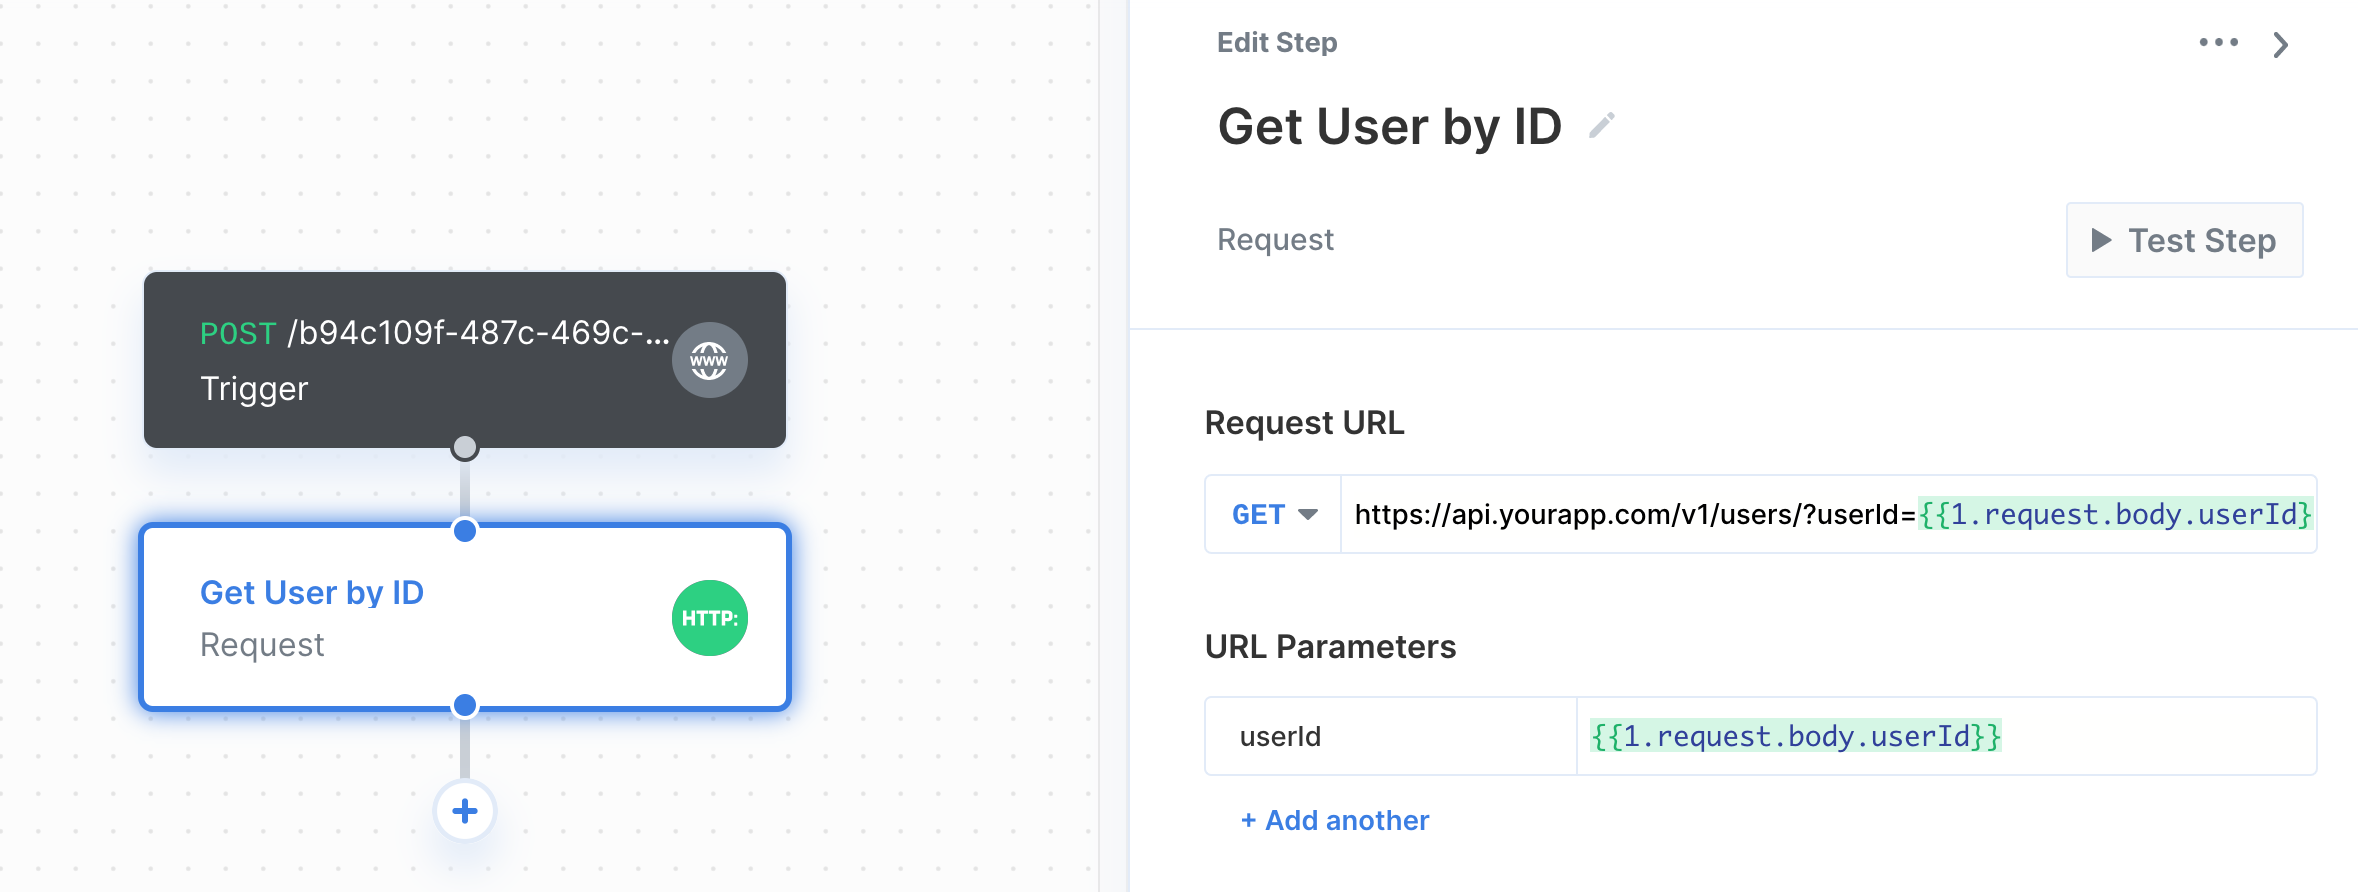 POST /b94c109f-487c-469c-...
WWW
Trigger
Get User by ID
HTTP:
Request
Edit Step
Get User by ID
Request
Test Step
Request URL
GET https://api.yourapp.com/v1/users/?userId={{1.request.body.userId}
URL Parameters
userId {{1.request.body.userId}}
+ Add another